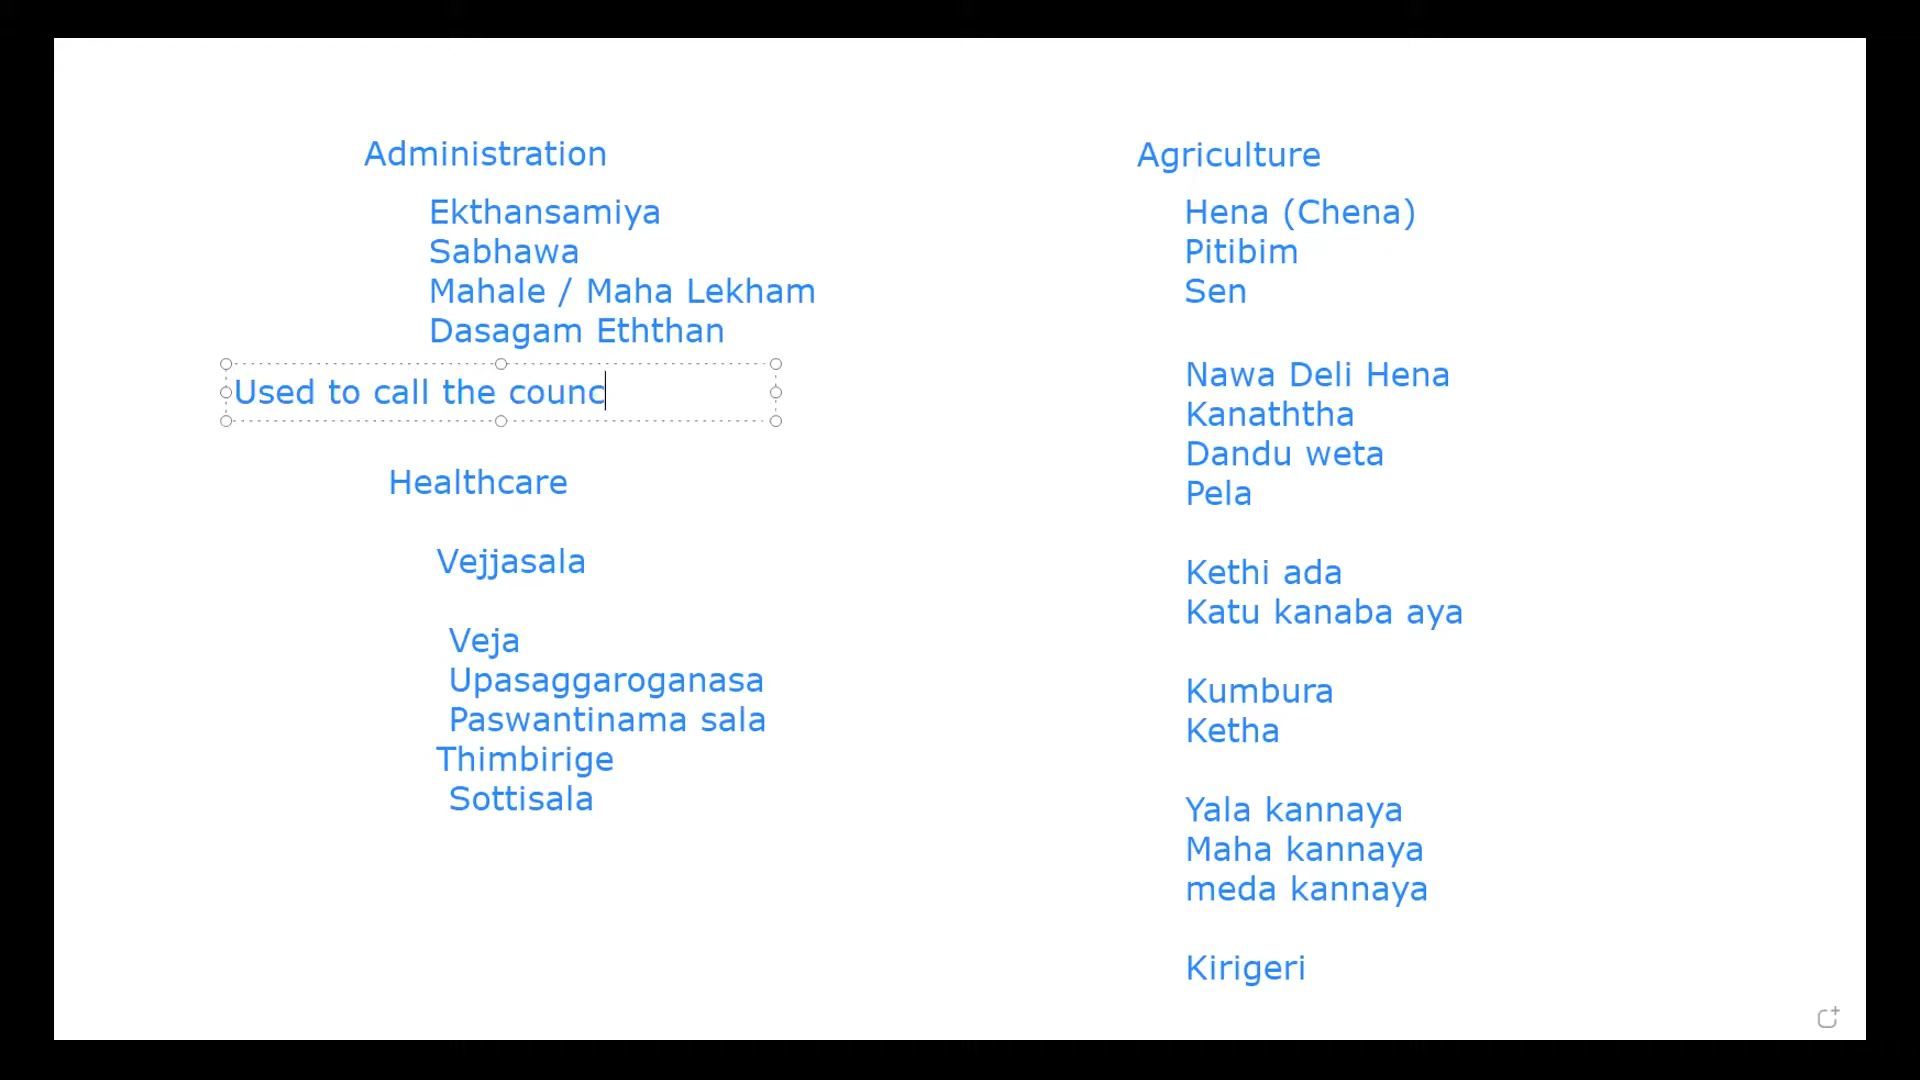 Administration
Ekthansamiya
Sabhawa
Mahale / Maha Lekham
Dasagam Eththan
Used to call the counc
Healthcare
Vejjasala
Veja
Upasaggaroganasa
Paswantinama sala
Thimbirige
Sottisala
Agriculture
Hena (Chena)
Pitibim
Sen
Nawa Deli Hena
Kanaththa
Dandu weta
Pela
Kethi ada
Katu kanaba aya
Kumbura
Ketha
Yala kannaya
Maha kannaya
meda kannaya
Kirigeri